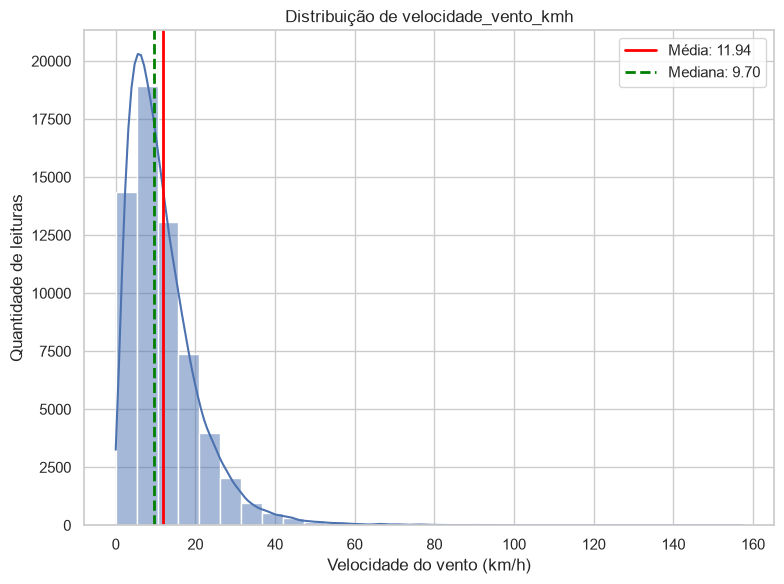 Distribuição de velocidade_vento_kmh
Média: 11.94
Mediana: 9.70
20000
17500
15000
12500
10000
7500
5000
2500
0
Quantidade de leituras
0 20 40 60 80 100 120 140 160
Velocidade do vento (km/h)